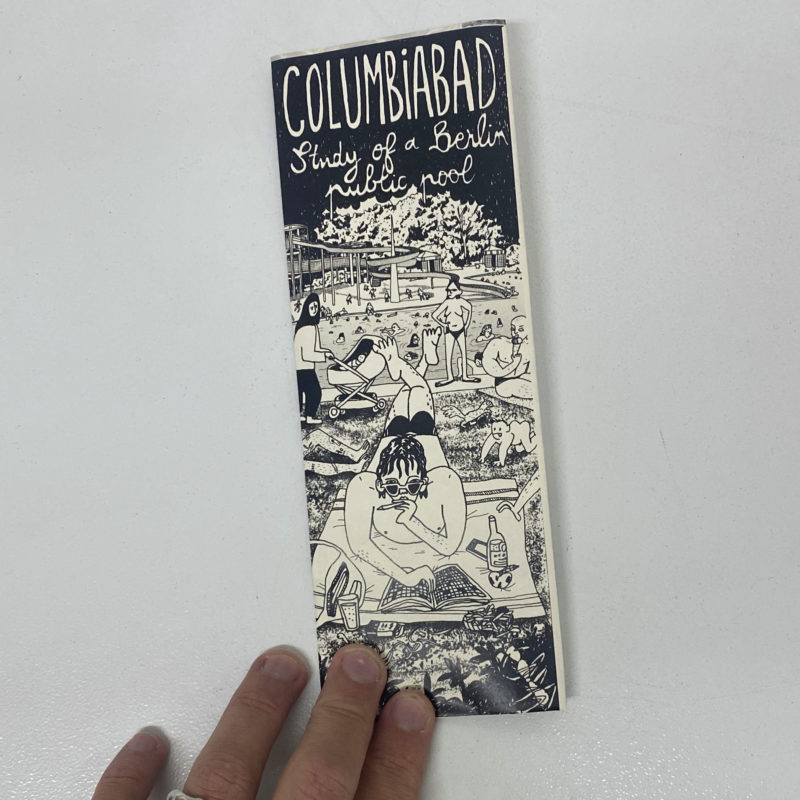 COLUMBiABAD
Study of a Berlin
public pool